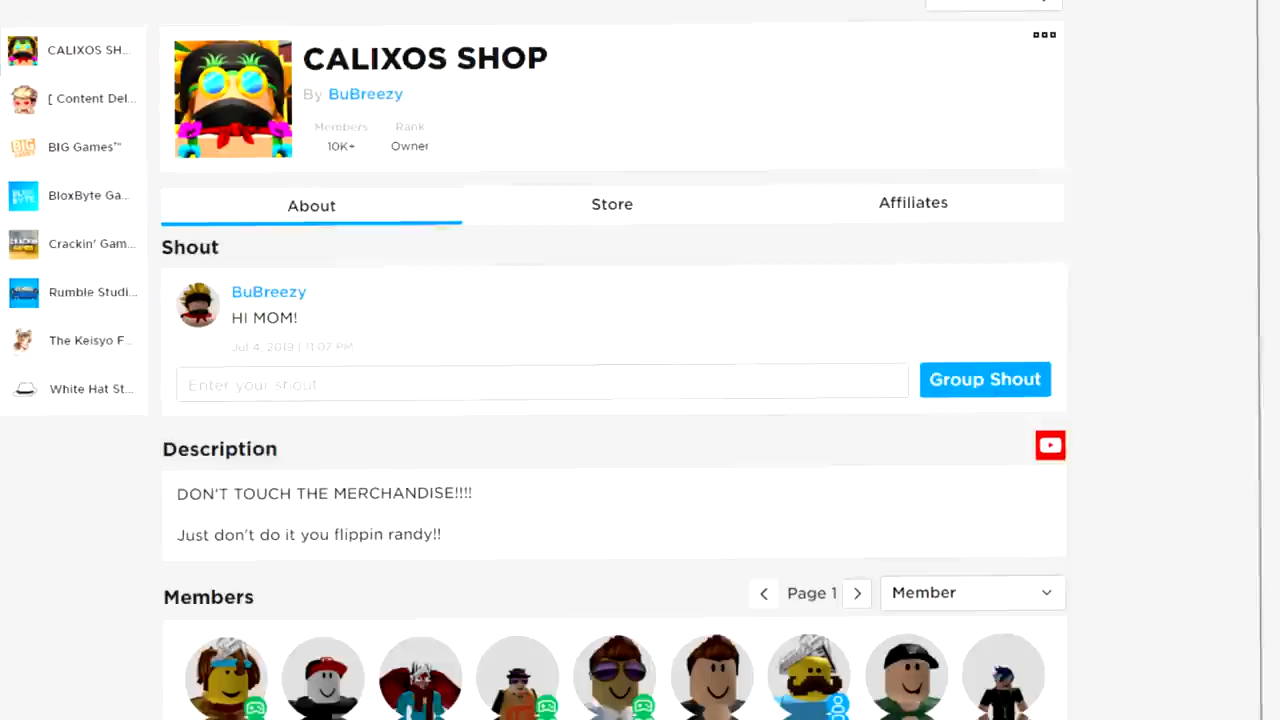 CALIXOS SH...
[ Content Del...
BIG Games™
BloxByte Ga...
Crackin' Gam...
Rumble Studi...
The Keisyo F...
White Hat St...
CALIXOS SHOP
By BuBreezy
Members Rank
10K+ Owner
About Store Affiliates
Shout
BuBreezy
HI MOM!
Jul 4, 2019 | 11:07 PM
Enter your shout
Group Shout
Description
DON'T TOUCH THE MERCHANDISE!!!!
Just don't do it you flippin randy!!
Members
Page 1
Member